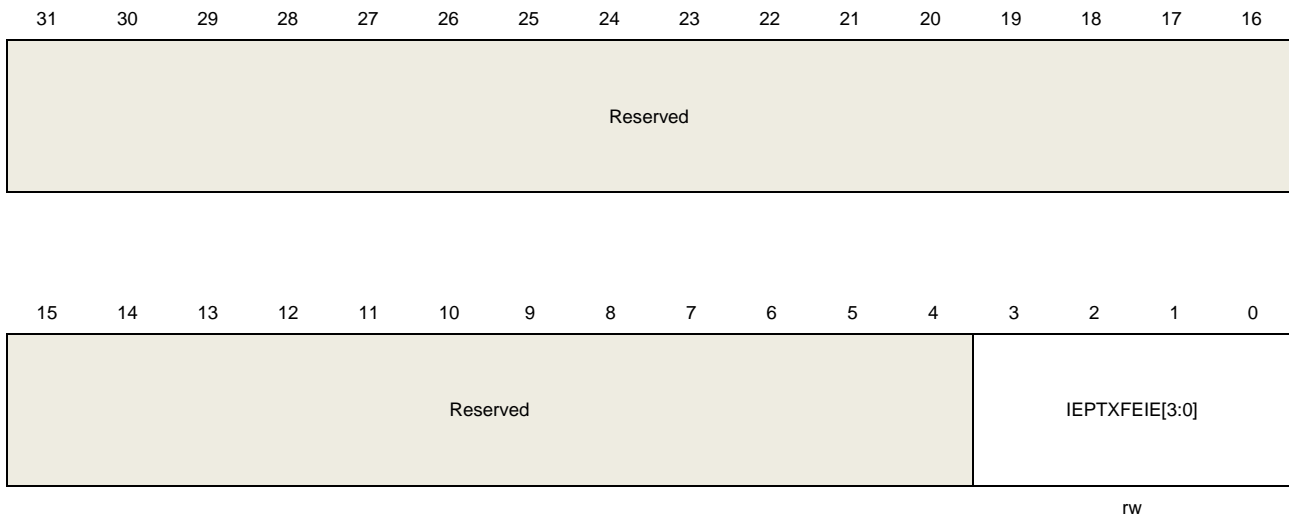 31 30 29 28 27 26 25 24 23 22 21 20 19 18 17 16
Reserved
15 14 13 12 11 10 9 8 7 6 5 4 3 2 1 0
Reserved IEPTXFEIE[3:0]
rw